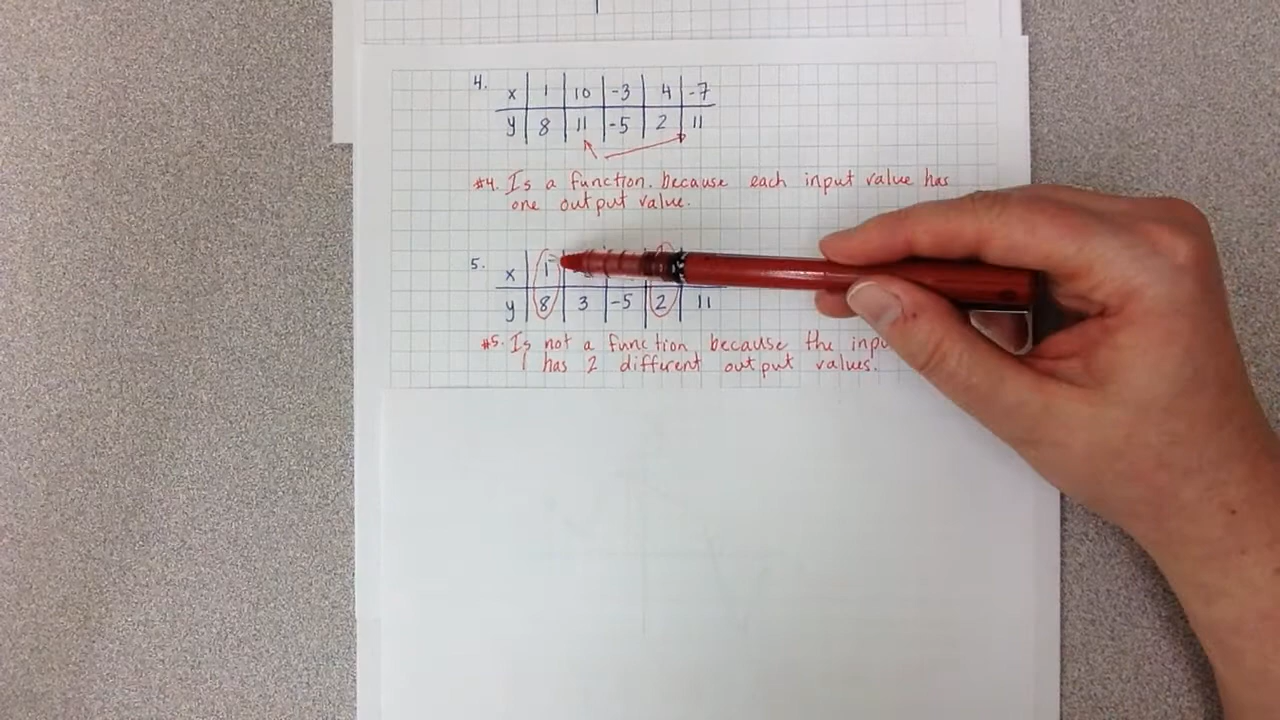 4. x 1 10 -3 4 -7
y 8 11 -5 2 11
#4. Is a function. because each input value has
one output value.
5. x 1
y 8 3 -5 2 11
#5. Is not a function because the
1 has 2 different output values.